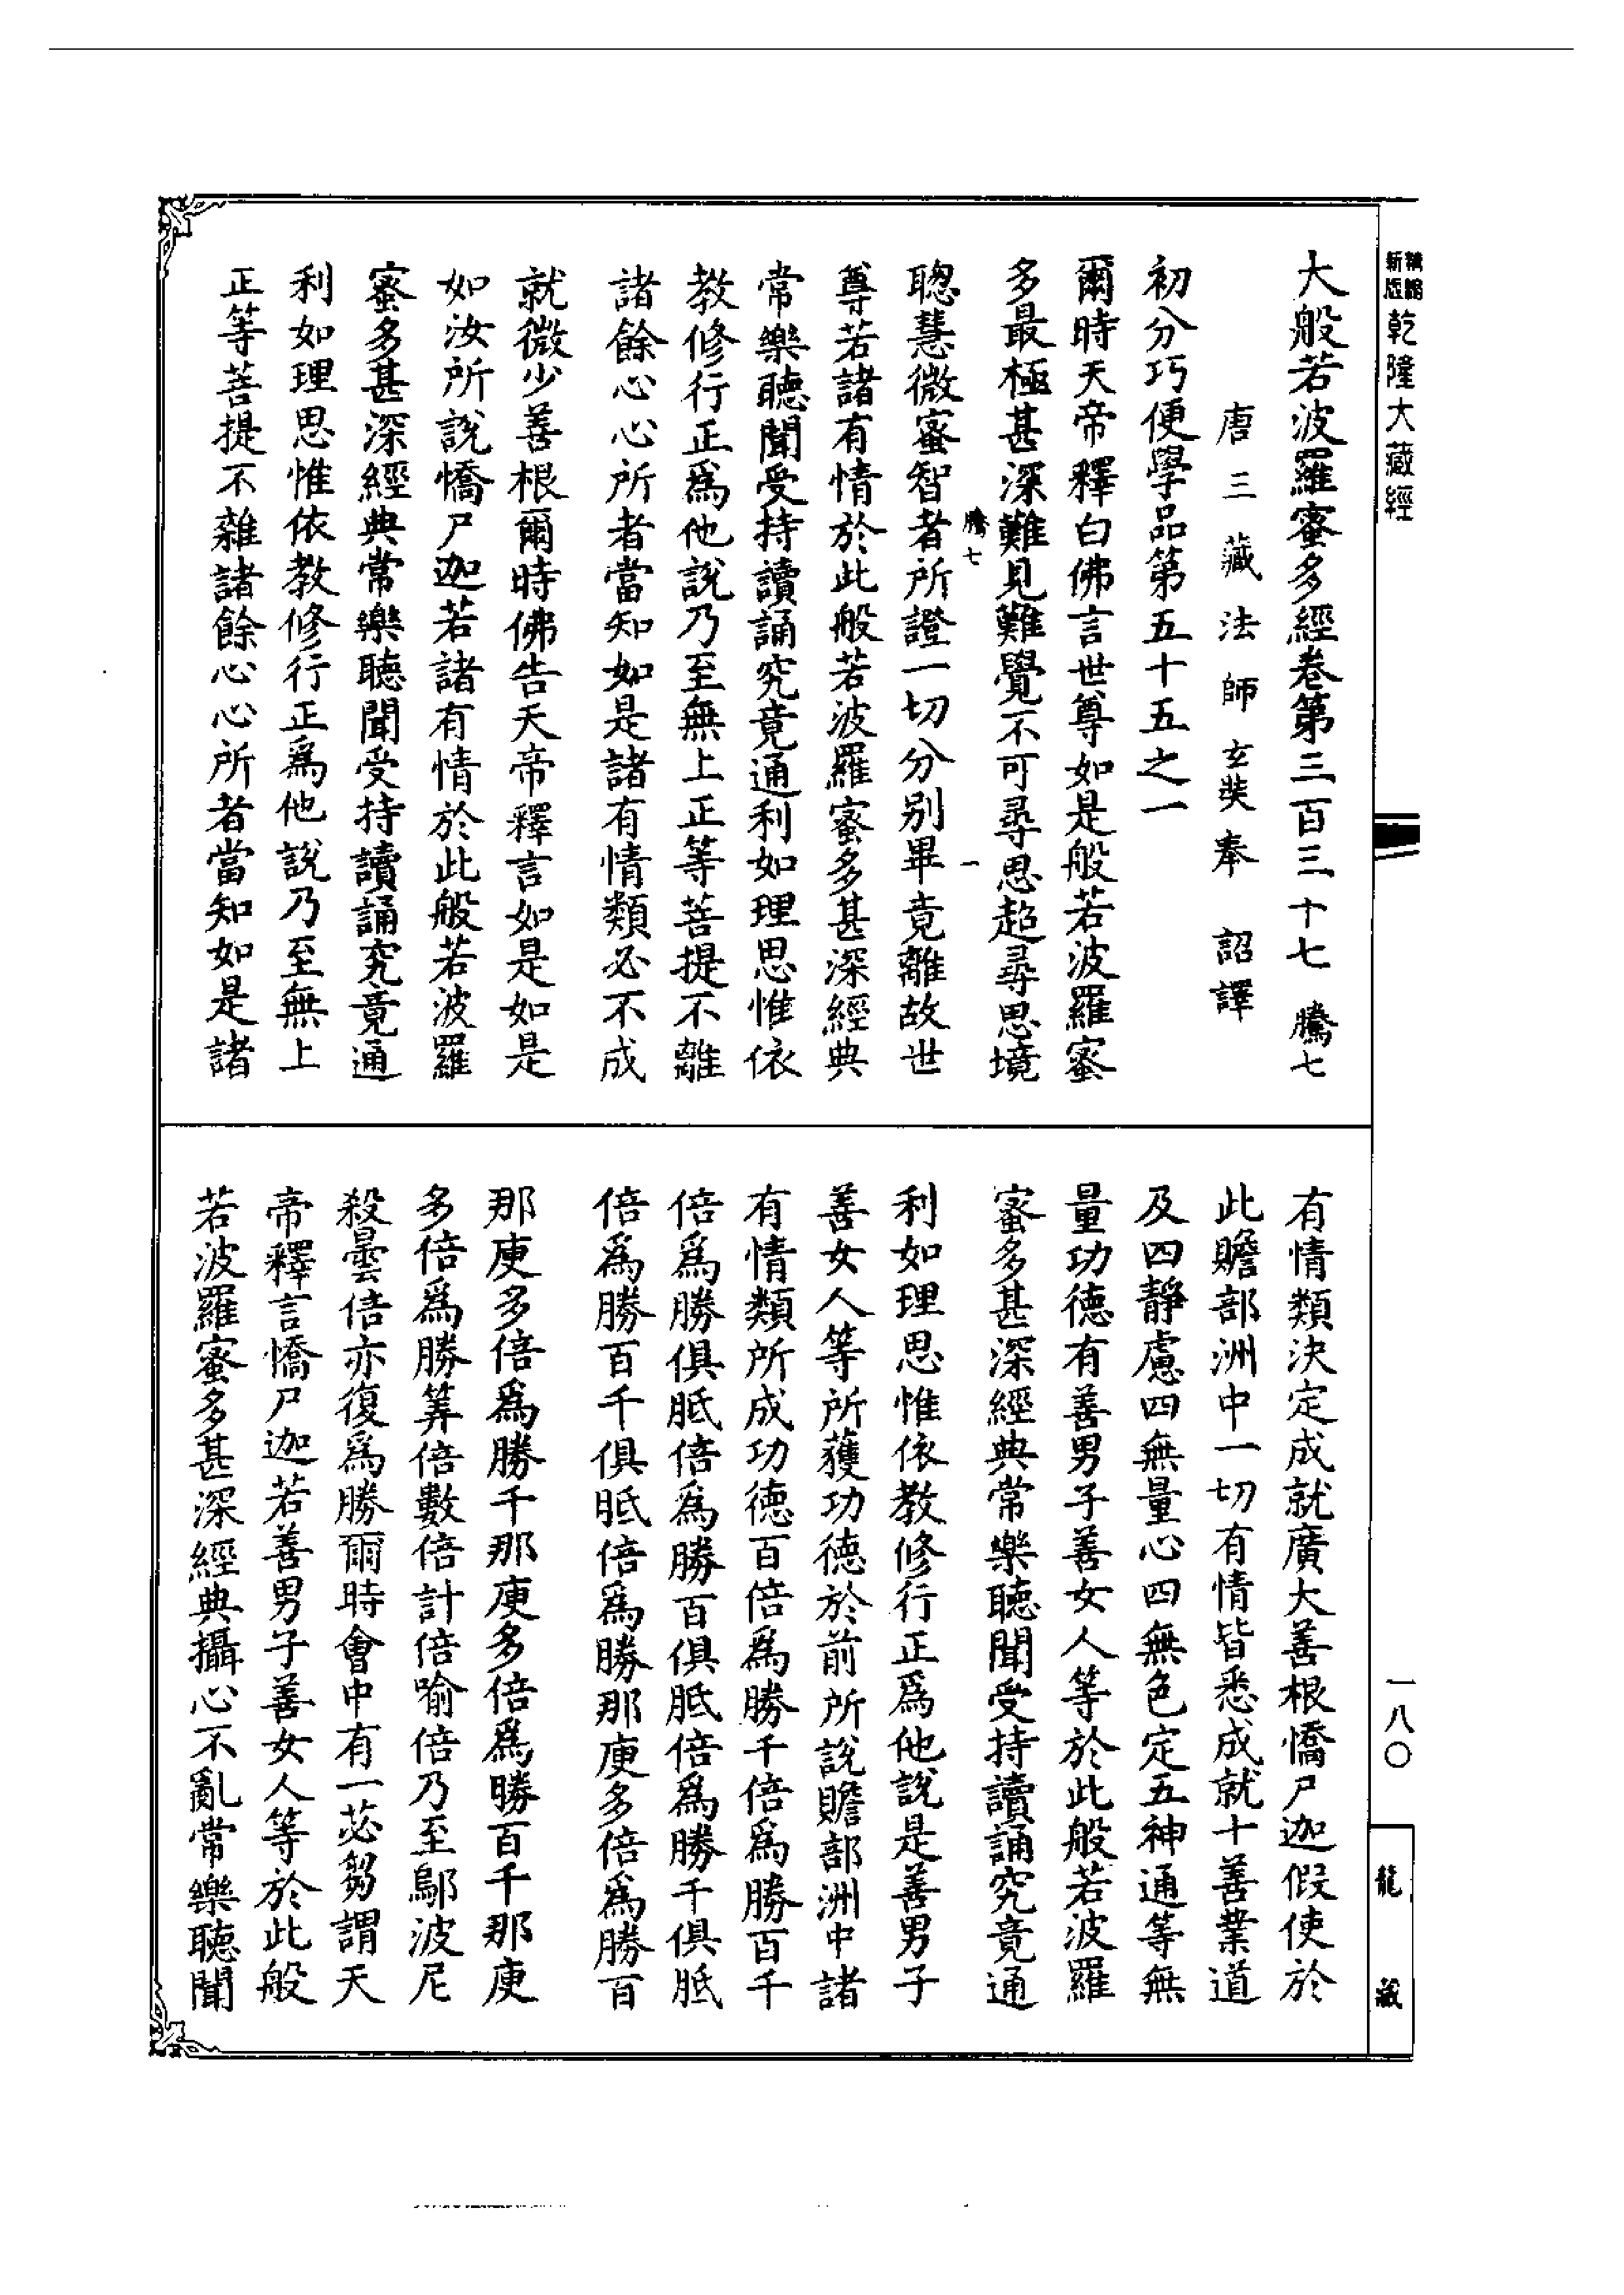 新版精縮乾隆大藏經
大般若波羅蜜多經卷第三百三十七　騰七
唐三藏法師玄奘奉　詔譯
初分巧便學品第五十五之一
爾時天帝釋白佛言世尊如是般若波羅蜜
多最極甚深難見難覺不可尋思超尋思境
騰七　一
聰慧微蜜智者所證一切分別畢竟離故世
尊若諸有情於此般若波羅蜜多甚深經典
常樂聽聞受持讀誦究竟通利如理思惟依
教修行正爲他說乃至無上正等菩提不離
諸餘心心所者當知如是諸有情類必不成
就微少善根爾時佛告天帝釋言如是如是
如汝所說憍尸迦若諸有情於此般若波羅
蜜多甚深經典常樂聽聞受持讀誦究竟通
利如理思惟依教修行正爲他說乃至無上
正等菩提不雜諸餘心心所者當知如是諸
有情類決定成就廣大善根憍尸迦假使於
此贍部洲中一切有情皆悉成就十善業道
及四靜慮四無量心四無色定五神通等無
量功德有善男子善女人等於此般若波羅
蜜多甚深經典常樂聽聞受持讀誦究竟通
利如理思惟依教修行正爲他說是善男子
善女人等所獲功德於前所說贍部洲中諸
有情類所成功德百倍爲勝千倍爲勝百千
倍爲勝俱胝倍爲勝百俱胝倍爲勝千俱胝
倍爲勝百千俱胝倍爲勝那庾多倍爲勝百
那庾多倍爲勝千那庾多倍爲勝百千那庾
多倍爲勝筭倍數倍計倍喻倍乃至鄔波尼
殺曇倍亦復爲勝爾時會中有一苾芻謂天
帝釋言憍尸迦若善男子善女人等於此般
若波羅蜜多甚深經典攝心不亂常樂聽聞
一八〇
龍藏